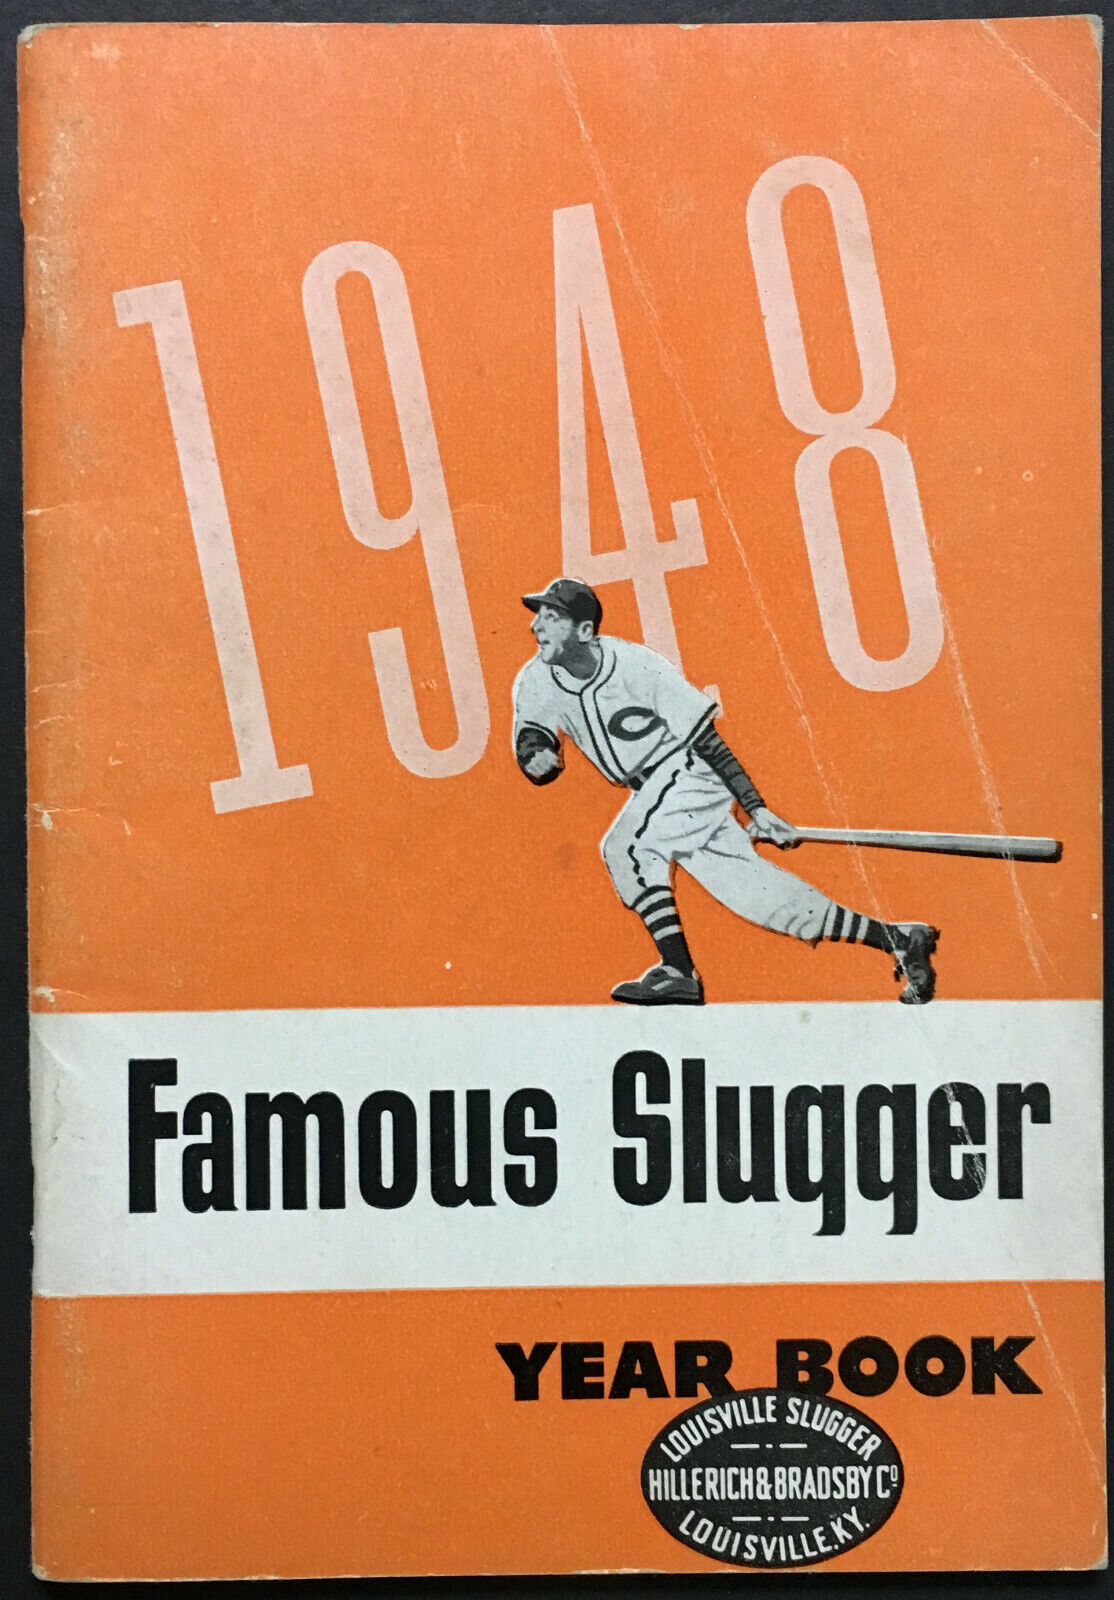 1948
C
Famous Slugger
YEAR BOOK
LOUISVILLE SLUGGER
HILLERICH & BRADSBY Cº
LOUISVILLE, KY.